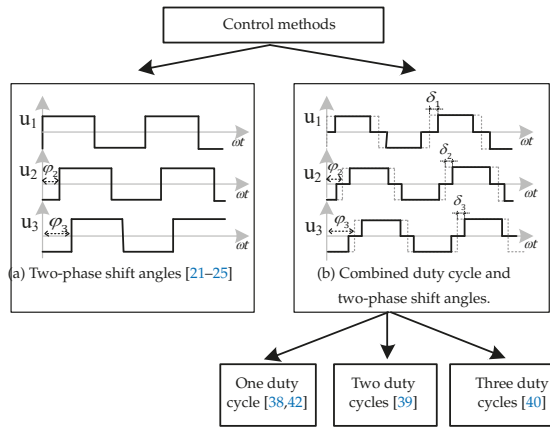 Control methods
u1
ωt
u2
φ2
ωt
u3
φ3
ωt
(a) Two-phase shift angles [21–25]
δ1
u1
ωt
δ2
u2
φ2
ωt
δ3
u3
φ3
ωt
(b) Combined duty cycle and
two-phase shift angles.
One duty
cycle [38,42]
Two duty
cycles [39]
Three duty
cycles [40]